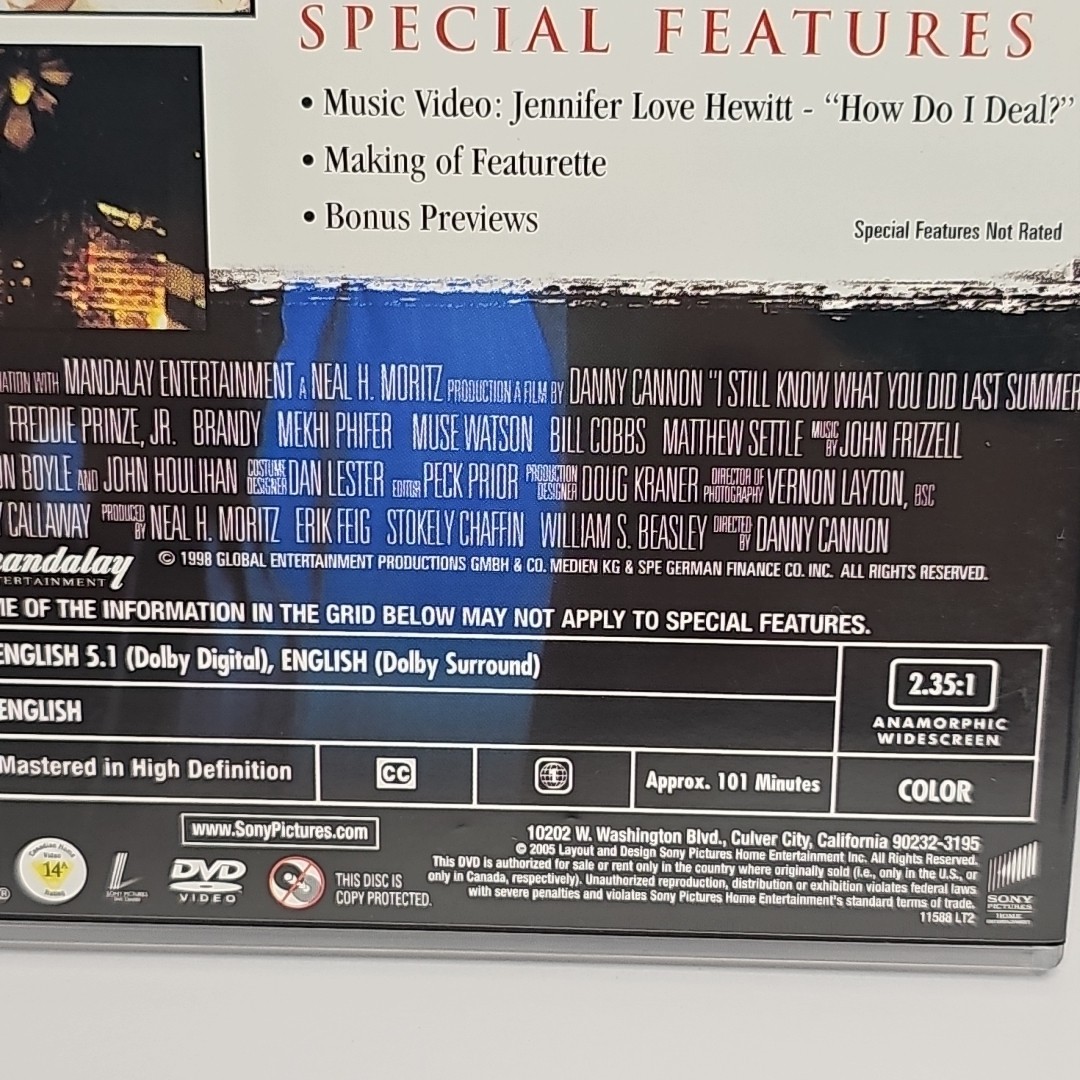 SPECIAL FEATURES
• Music Video: Jennifer Love Hewitt - “How Do I Deal?”
• Making of Featurette
• Bonus Previews
Special Features Not Rated
IATION WITH MANDALAY ENTERTAINMENT A NEAL H. MORITZ PRODUCTION A FILM BY DANNY CANNON "I STILL KNOW WHAT YOU DID LAST SUMMER
FREDDIE PRINZE, JR. BRANDY MEKHI PHIFER MUSE WATSON BILL COBBS MATTHEW SETTLE MUSIC BY JOHN FRIZZELL
N BOYLE AND JOHN HOULIHAN COSTUME DESIGNER DAN LESTER EDITOR PECK PRIOR PRODUCTION DESIGNER DOUG KRANER DIRECTOR OF PHOTOGRAPHY VERNON LAYTON, BSC
CALLAWAY PRODUCED BY NEAL H. MORITZ ERIK FEIG STOKELY CHAFFIN WILLIAM S. BEASLEY DIRECTED BY DANNY CANNON
andalay
ERTAINMENT
© 1998 GLOBAL ENTERTAINMENT PRODUCTIONS GMBH & CO. MEDIEN KG & SPE GERMAN FINANCE CO. INC. ALL RIGHTS RESERVED.
ME OF THE INFORMATION IN THE GRID BELOW MAY NOT APPLY TO SPECIAL FEATURES.
ENGLISH 5.1 (Dolby Digital), ENGLISH (Dolby Surround)
ENGLISH
2.35:1
ANAMORPHIC
WIDESCREEN
Mastered in High Definition
CC
1
Approx. 101 Minutes
COLOR
www.SonyPictures.com
10202 W. Washington Blvd., Culver City, California 90232-3195
© 2005 Layout and Design Sony Pictures Home Entertainment Inc. All Rights Reserved.
This DVD is authorized for sale or rent only in the country where originally sold (i.e., only in the U.S., or
only in Canada, respectively). Unauthorized reproduction, distribution or exhibition violates federal laws
with severe penalties and violates Sony Pictures Home Entertainment's standard terms of trade.
11588 LT2
®
Canadian Home
Video
14A
Rated
DVD
VIDEO
THIS DISC IS
COPY PROTECTED.
SONY
PICTURES
HOME
ENTERTAINMENT